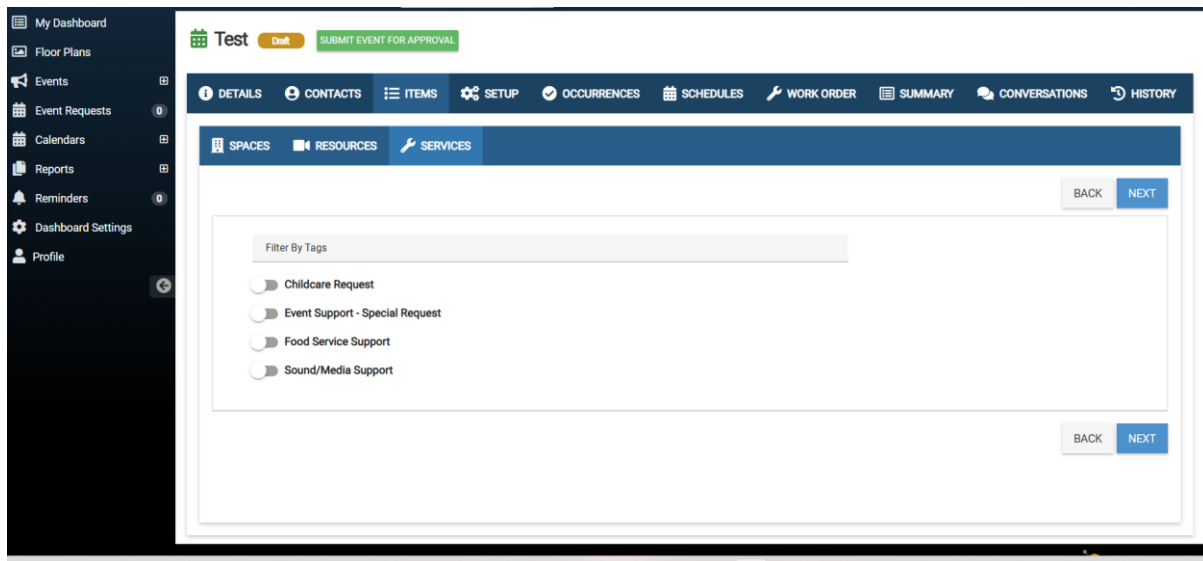 My Dashboard
Floor Plans
Events
Event Requests 0
Calendars
Reports
Reminders 0
Dashboard Settings
Profile
Test Draft SUBMIT EVENT FOR APPROVAL
DETAILS CONTACTS ITEMS SETUP OCCURRENCES SCHEDULES WORK ORDER SUMMARY CONVERSATIONS HISTORY
SPACES RESOURCES SERVICES
BACK NEXT
Filter By Tags
Childcare Request
Event Support - Special Request
Food Service Support
Sound/Media Support
BACK NEXT